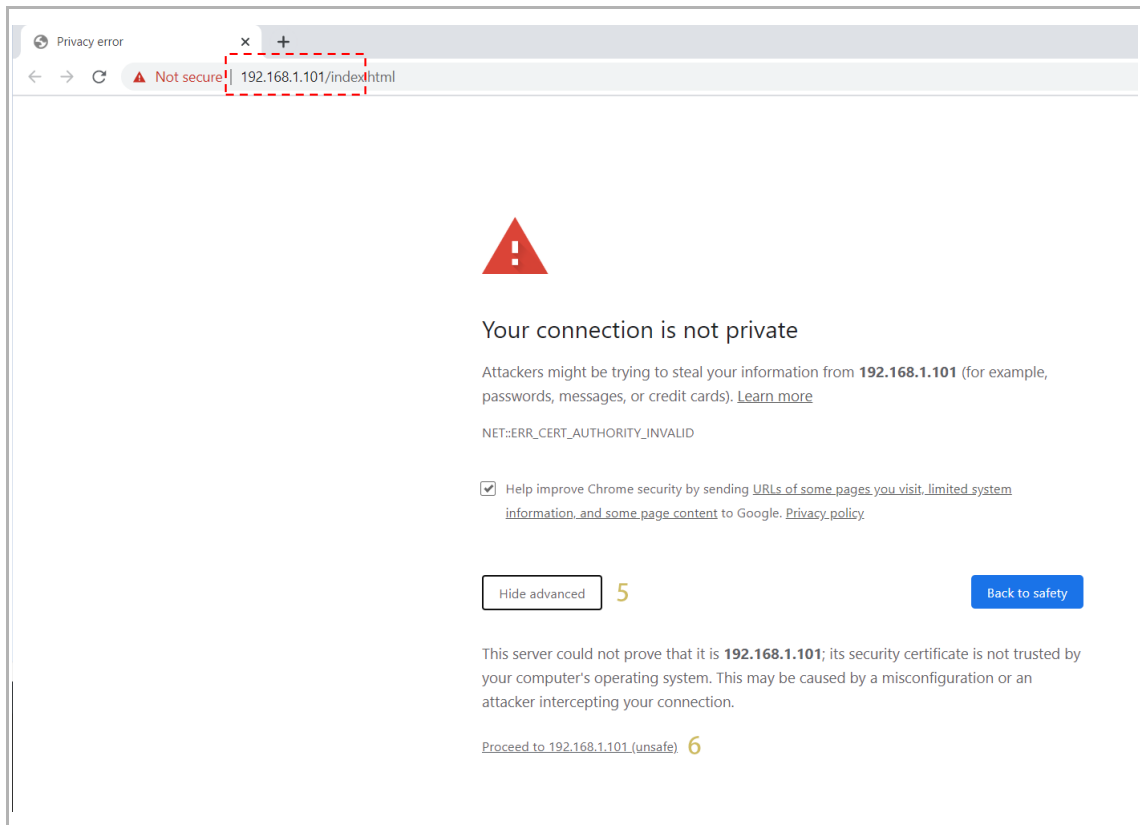 Privacy error
Not secure | 192.168.1.101/index.html
Your connection is not private
Attackers might be trying to steal your information from 192.168.1.101 (for example,
passwords, messages, or credit cards). Learn more
NET::ERR_CERT_AUTHORITY_INVALID
Help improve Chrome security by sending URLs of some pages you visit, limited system
information, and some page content to Google. Privacy policy
Hide advanced 5 Back to safety
This server could not prove that it is 192.168.1.101; its security certificate is not trusted by
your computer's operating system. This may be caused by a misconfiguration or an
attacker intercepting your connection.
Proceed to 192.168.1.101 (unsafe) 6